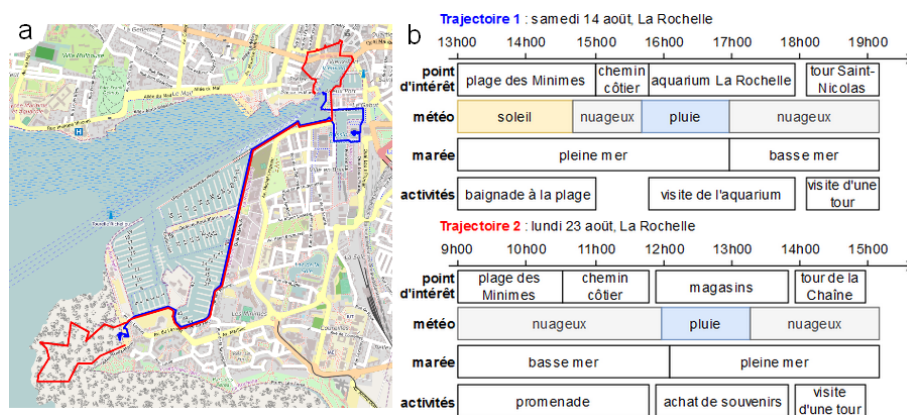 a
b
Trajectoire 1 : samedi 14 août, La Rochelle
13h00 14h00 15h00 16h00 17h00 18h00 19h00
point d'intérêt
plage des Minimes
chemin côtier
aquarium La Rochelle
tour Saint-Nicolas
météo
soleil
nuageux
pluie
nuageux
marée
pleine mer
basse mer
activités
baignade à la plage
visite de l'aquarium
visite d'une tour
Trajectoire 2 : lundi 23 août, La Rochelle
9h00 10h00 11h00 12h00 13h00 14h00 15h00
point d'intérêt
plage des Minimes
chemin côtier
magasins
tour de la Chaîne
météo
nuageux
pluie
nuageux
marée
basse mer
pleine mer
activités
promenade
achat de souvenirs
visite d'une tour